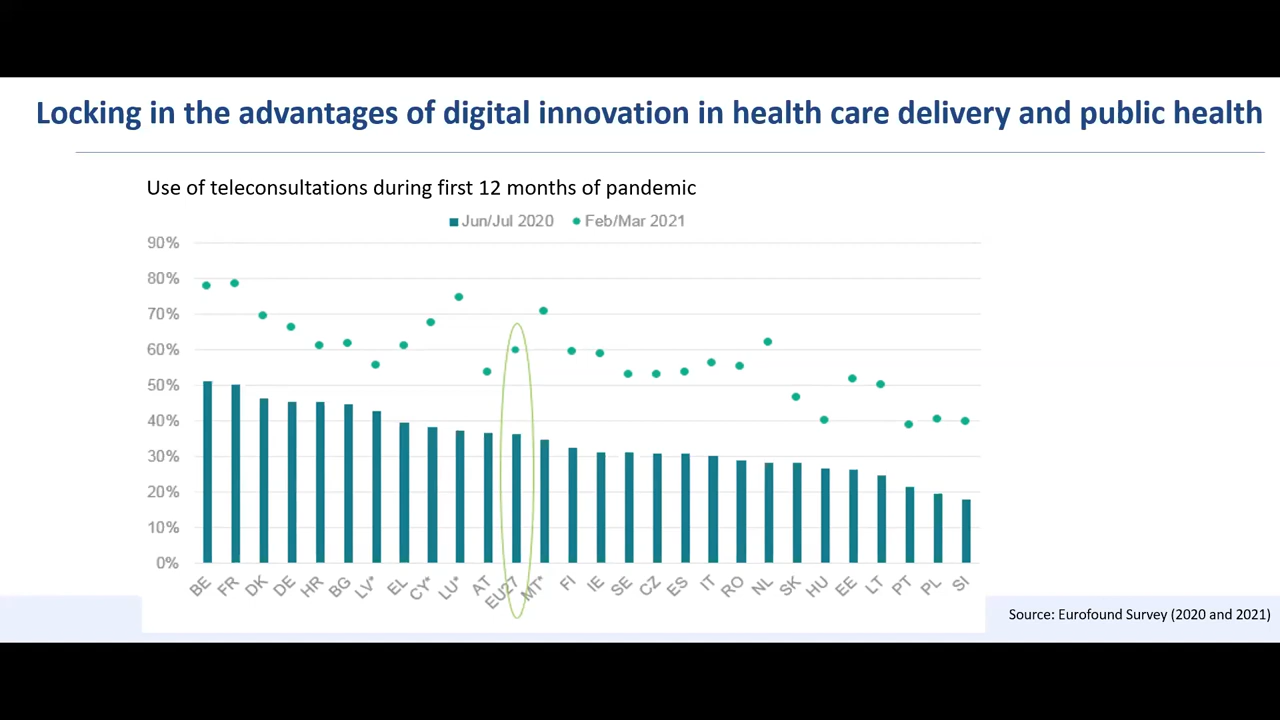 Locking in the advantages of digital innovation in health care delivery and public health
Use of teleconsultations during first 12 months of pandemic
Jun/Jul 2020 Feb/Mar 2021
90%
80%
70%
60%
50%
40%
30%
20%
10%
0%
BE FR DK DE HR BG LV* EL CY* LU* AT EU27 MT* FI IE SE CZ ES IT RO NL SK HU EE LT PT PL SI
Source: Eurofound Survey (2020 and 2021)